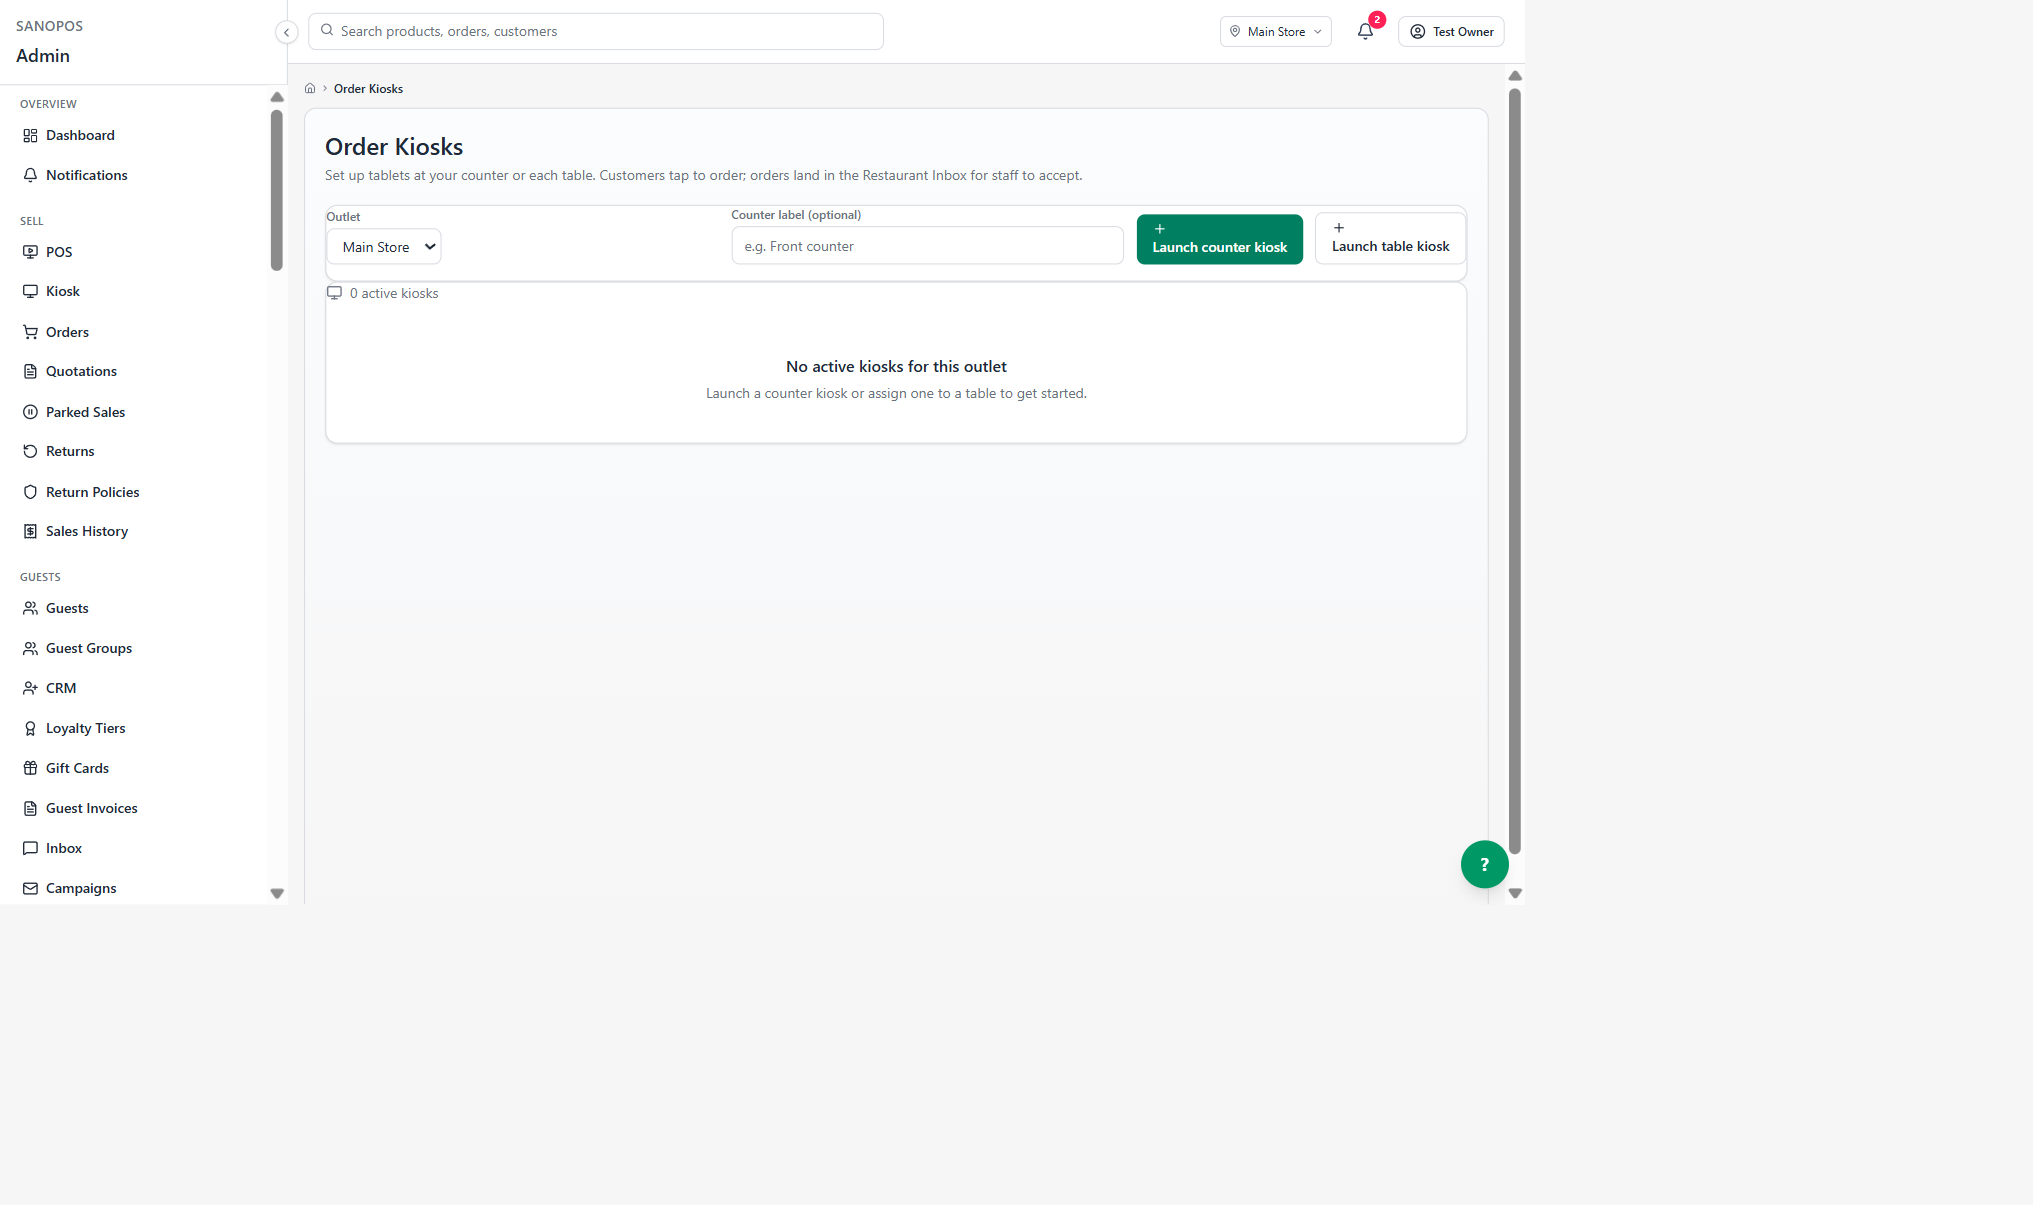 SANOPOS
Admin
Search products, orders, customers
Main Store
2
Test Owner
OVERVIEW
Dashboard
Notifications
SELL
POS
Kiosk
Orders
Quotations
Parked Sales
Returns
Return Policies
Sales History
GUESTS
Guests
Guest Groups
CRM
Loyalty Tiers
Gift Cards
Guest Invoices
Inbox
Campaigns
Order Kiosks
Order Kiosks
Set up tablets at your counter or each table. Customers tap to order; orders land in the Restaurant Inbox for staff to accept.
Outlet
Main Store
Counter label (optional)
e.g. Front counter
Launch counter kiosk
Launch table kiosk
0 active kiosks
No active kiosks for this outlet
Launch a counter kiosk or assign one to a table to get started.
?